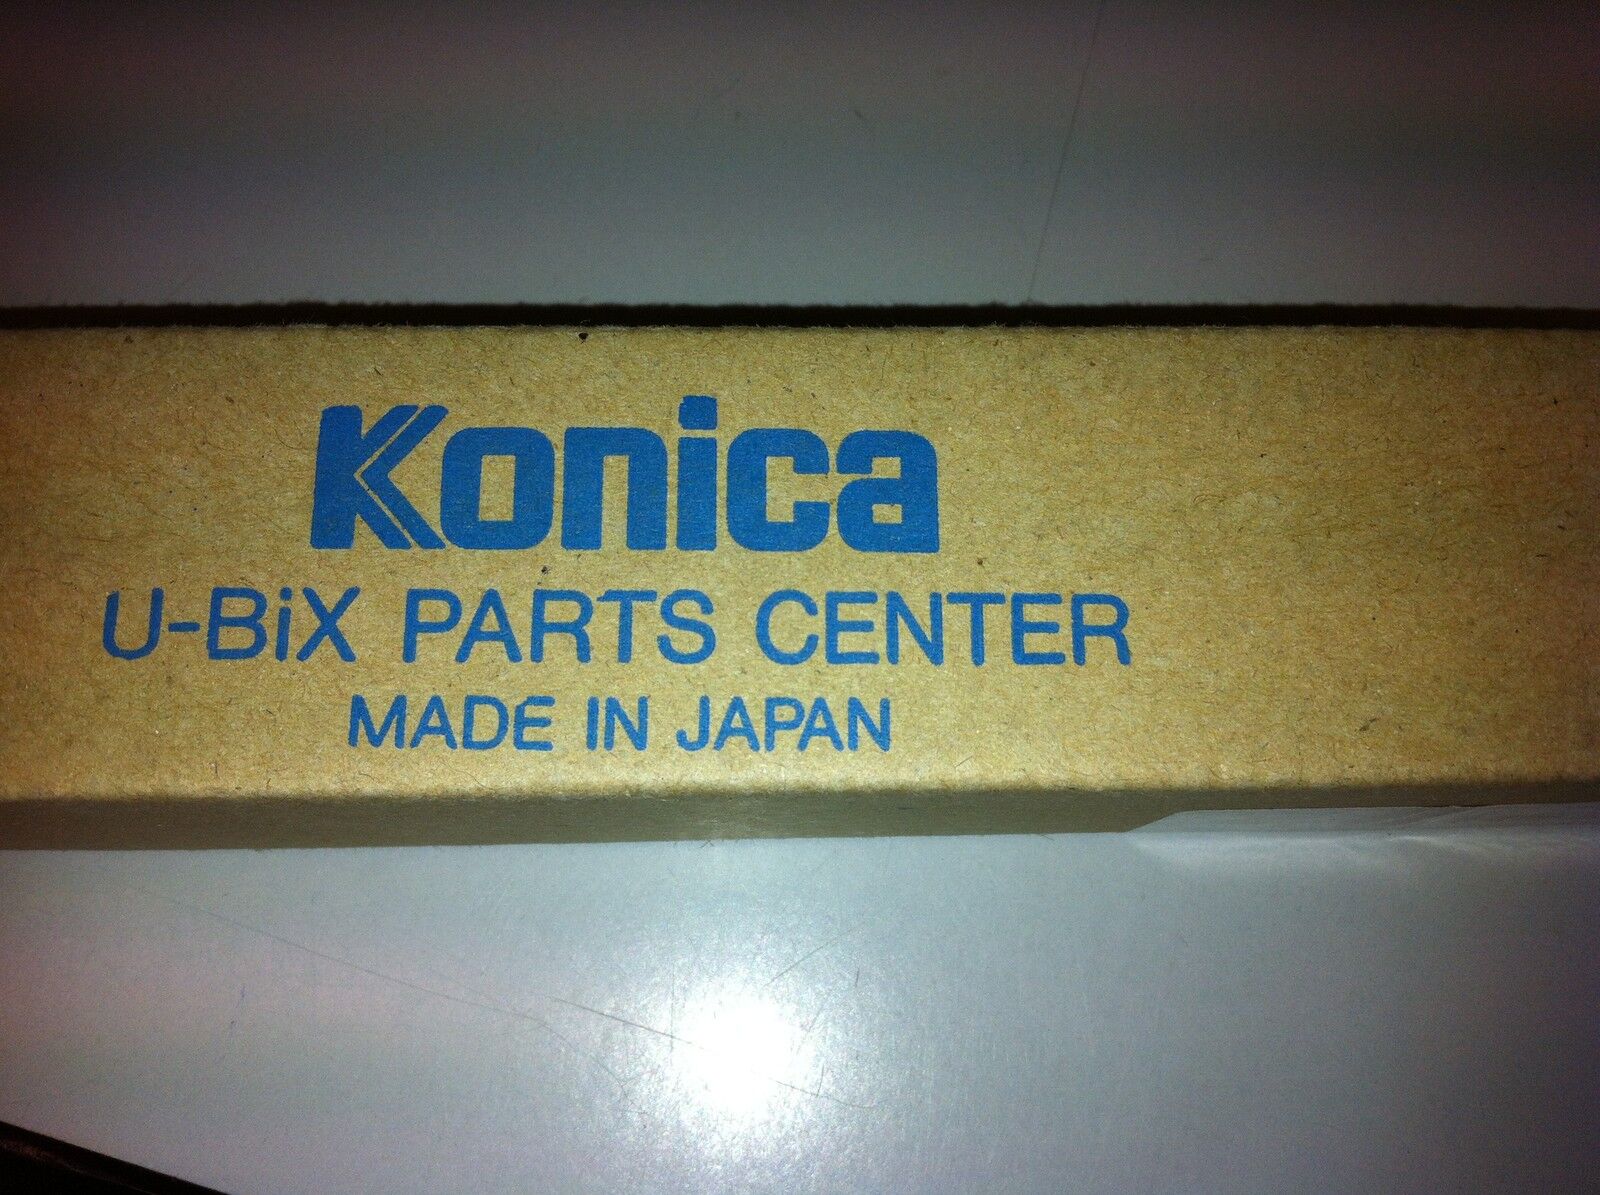 Konica
U-BiX PARTS CENTER
MADE IN JAPAN